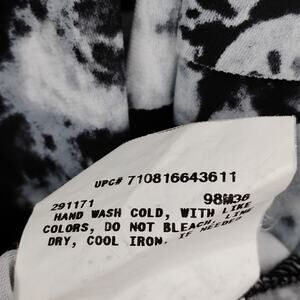 UPC# 710816643611
291171 98M36
HAND WASH COLD, WITH LIKE
COLORS, DO NOT BLEACH, LINE
DRY, COOL IRON, IF NEEDED